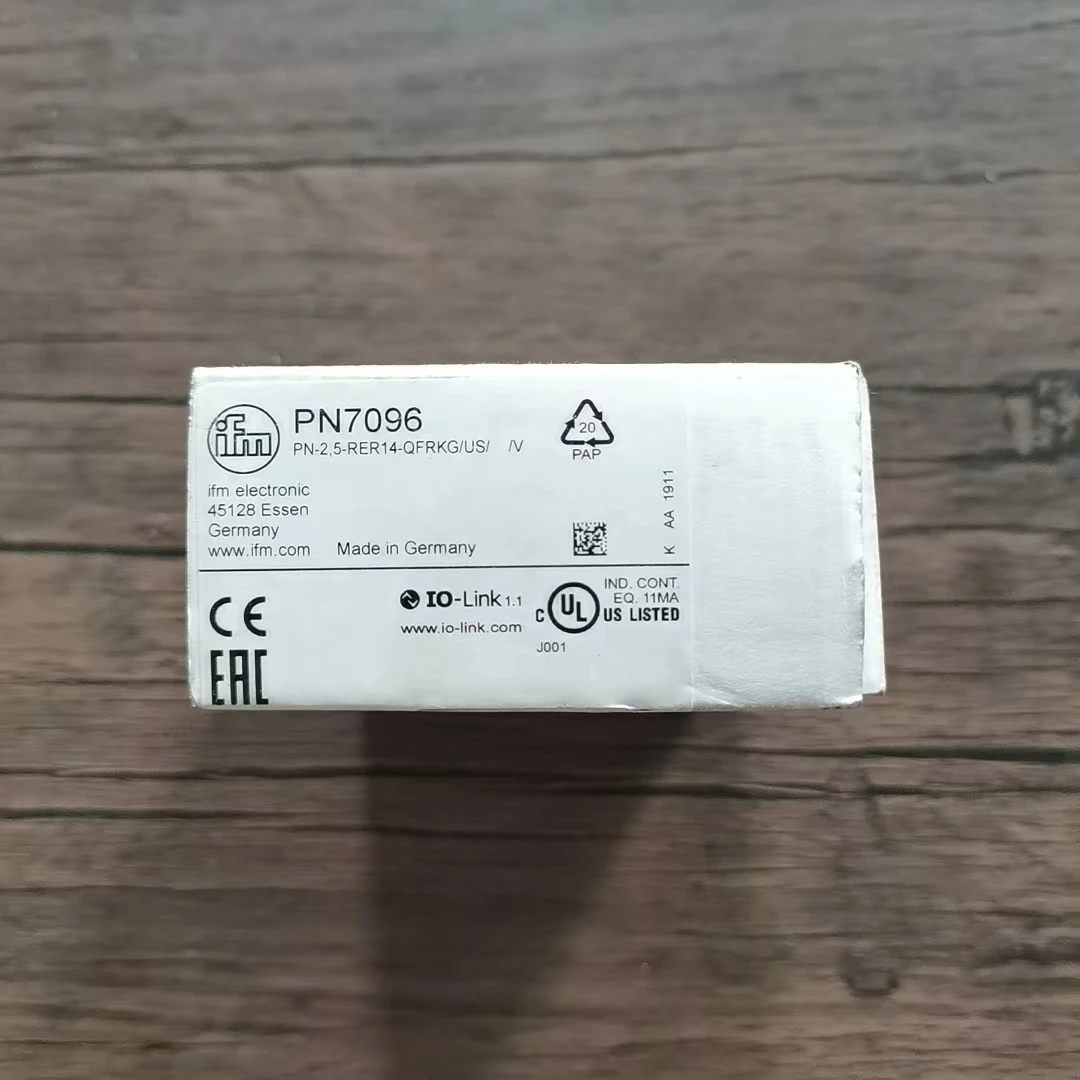 ifm
PN7096
PN-2,5-RER14-QFRKG/US/ /V
20
PAP
ifm electronic
45128 Essen
Germany
www.ifm.com
Made in Germany
K AA 1911
CE
EAC
IO-Link 1.1
www.io-link.com
C UL US LISTED
IND. CONT.
EQ. 11MA
J001